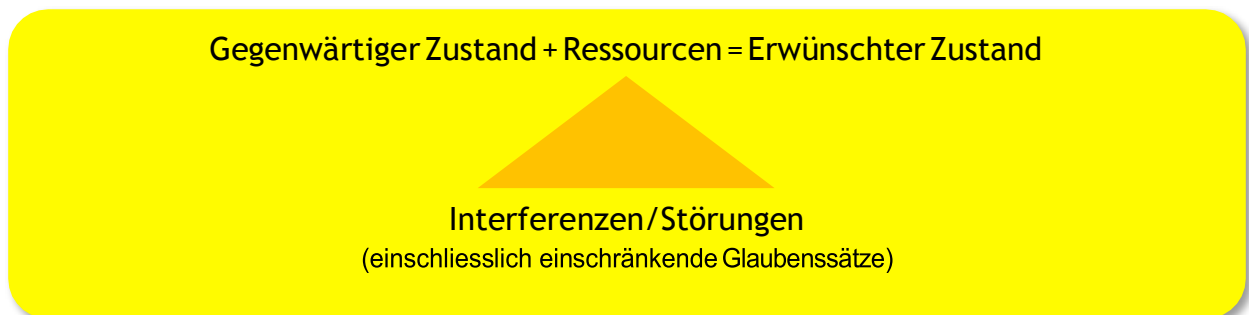 Gegenwärtiger Zustand + Ressourcen = Erwünschter Zustand
Interferenzen/Störungen
(einschliesslich einschränkende Glaubenssätze)